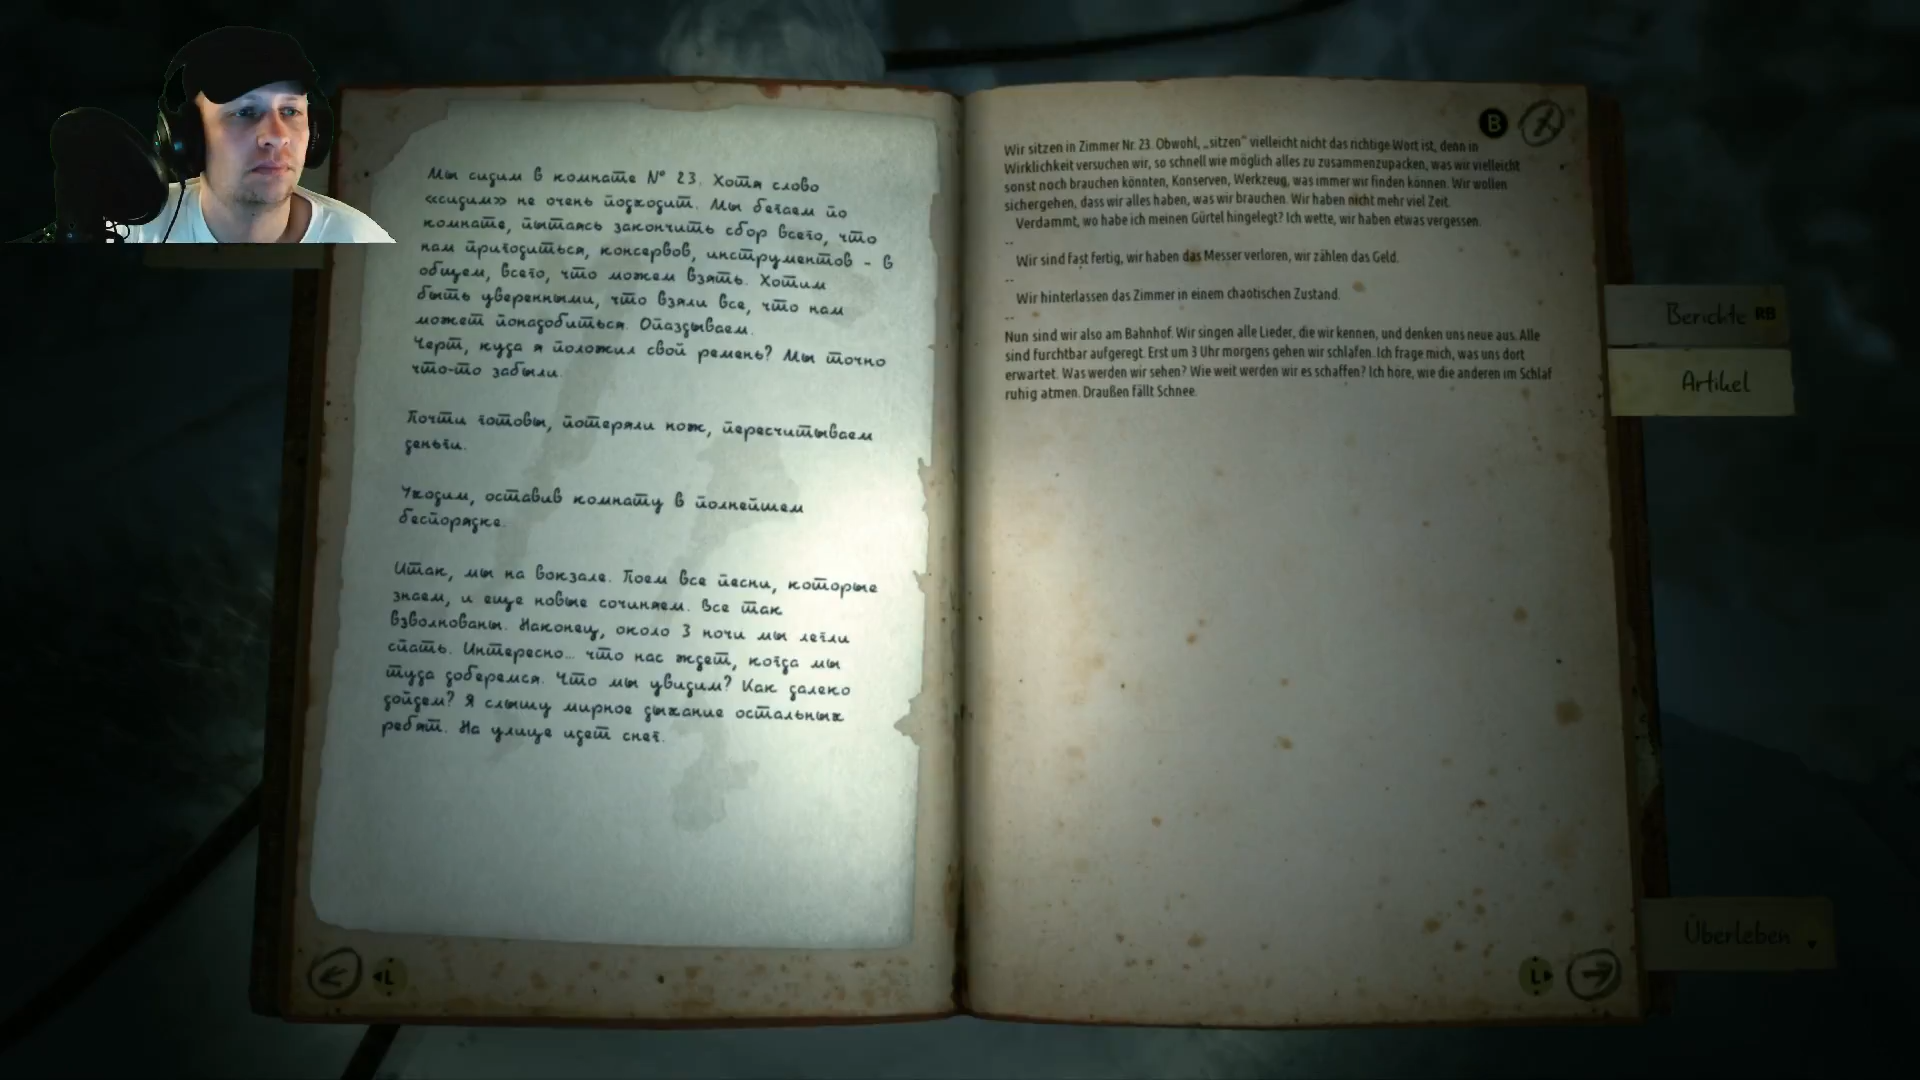 Мы сидим в комнате № 23. Хотя слово
«сидим» не очень подходит. Мы бегаем по
комнате, пытаясь закончить сбор всего, что
нам пригодиться, консервов, инструментов - в
общем, всего, что можем взять. Хотим
быть уверенными, что взяли все, что нам
может понадобиться. Опаздываем.
Черт, куда я положил свой ремень? Мы точно
что-то забыли.
Почти готовы, потеряли нож, пересчитываем
деньги.
Уходим, оставив комнату в полнейшем
беспорядке.
Итак, мы на вокзале. Поем все песни, которые
знаем, и еще новые сочиняем. Все так
взволнованы. Наконец, около 3 ночи мы легли
спать. Интересно... что нас ждет, когда мы
туда доберемся. Что мы увидим? Как далеко
дойдем? Я слышу мирное дыхание остальных
ребят. На улице идет снег.
L
B
Wir sitzen in Zimmer Nr. 23. Obwohl, „sitzen“ vielleicht nicht das richtige Wort ist, denn in
Wirklichkeit versuchen wir, so schnell wie möglich alles zu zusammenzupacken, was wir vielleicht
sonst noch brauchen könnten, Konserven, Werkzeug, was immer wir finden können. Wir wollen
sichergehen, dass wir alles haben, was wir brauchen. Wir haben nicht mehr viel Zeit.
Verdammt, wo habe ich meinen Gürtel hingelegt? Ich wette, wir haben etwas vergessen.
--
Wir sind fast fertig, wir haben das Messer verloren, wir zählen das Geld.
--
Wir hinterlassen das Zimmer in einem chaotischen Zustand.
--
Nun sind wir also am Bahnhof. Wir singen alle Lieder, die wir kennen, und denken uns neue aus. Alle
sind furchtbar aufgeregt. Erst um 3 Uhr morgens gehen wir schlafen. Ich frage mich, was uns dort
erwartet. Was werden wir sehen? Wie weit werden wir es schaffen? Ich höre, wie die anderen im Schlaf
ruhig atmen. Draußen fällt Schnee.
L
Berichte RB
Artikel
Überleben